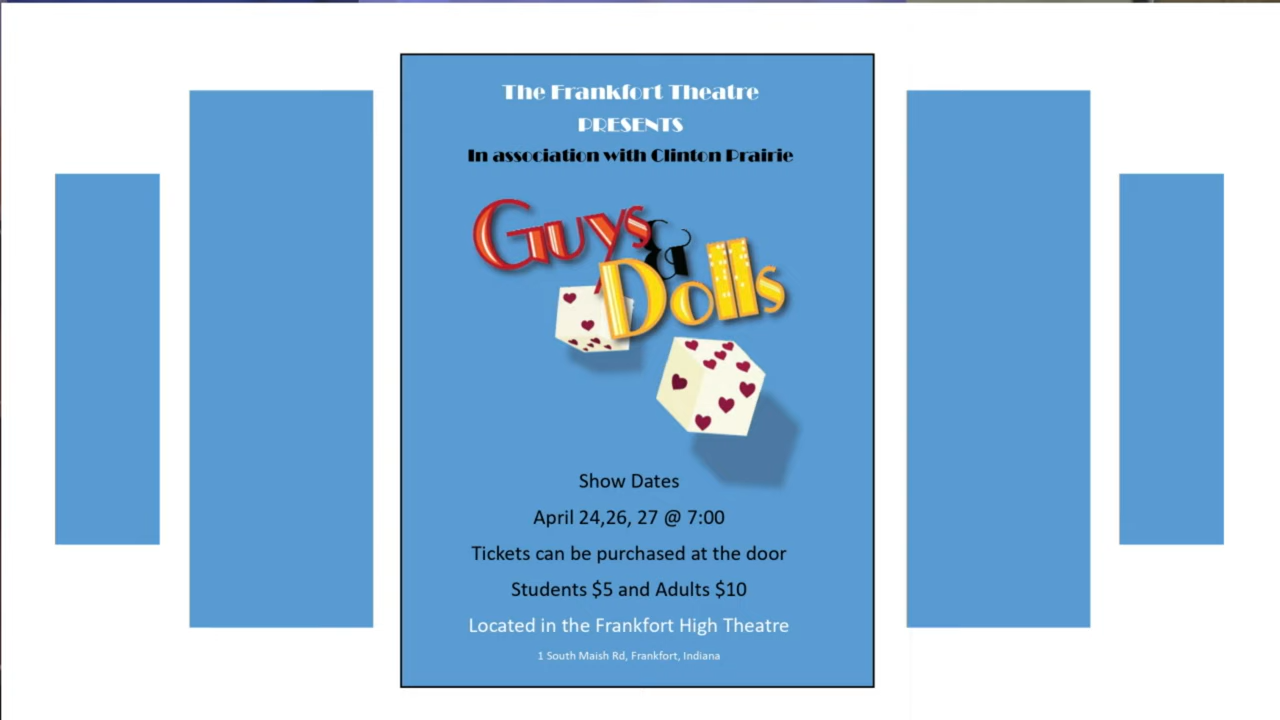 The Frankfort Theatre
PRESENTS
In association with Clinton Prairie
Guys
&
Dolls
Show Dates
April 24,26, 27 @ 7:00
Tickets can be purchased at the door
Students $5 and Adults $10
Located in the Frankfort High Theatre
1 South Maish Rd, Frankfort, Indiana